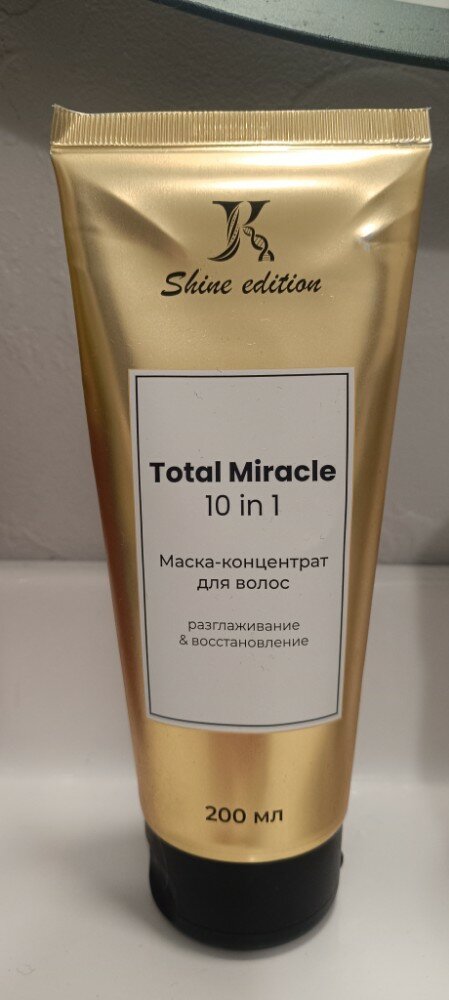 K
Shine edition
Total Miracle
10 in 1
Маска-концентрат
для волос
разглаживание
& восстановление
200 мл